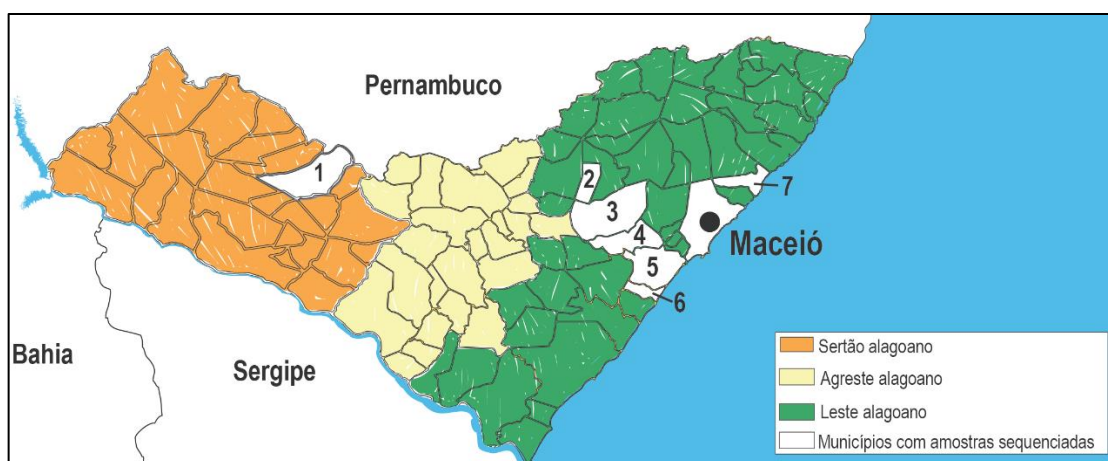 Pernambuco
1
2
3
7
4
Maceió
5
6
Bahia
Sergipe
Sertão alagoano
Agreste alagoano
Leste alagoano
Municípios com amostras sequenciadas